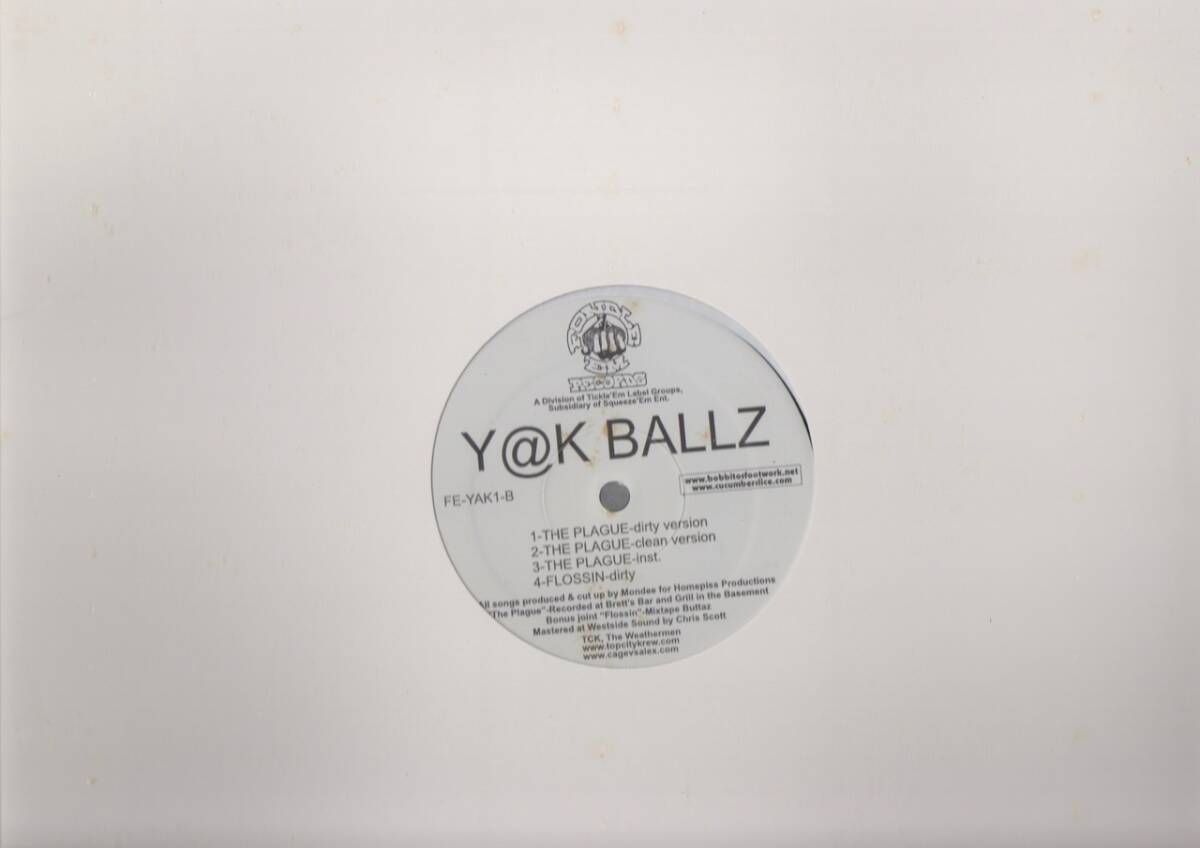 FONDLE
'EM
RECORDS
A Division of Tickle'Em Label Groups,
Subsidiary of Squeeze'Em Ent.
Y@K BALLZ
www.bobbitosfootwork.net
www.cucumberdice.com
FE-YAK1-B
1-THE PLAGUE-dirty version
2-THE PLAGUE-clean version
3-THE PLAGUE-inst.
4-FLOSSIN-dirty
All songs produced & cut up by Mondee for Homepiss Productions
"The Plague"-Recorded at Brett's Bar and Grill in the Basement
Bonus joint "Flossin"-Mixtape Buttaz
Mastered at Westside Sound by Chris Scott
TCK, The Weathermen
www.topcitykrew.com
www.cagevsalex.com